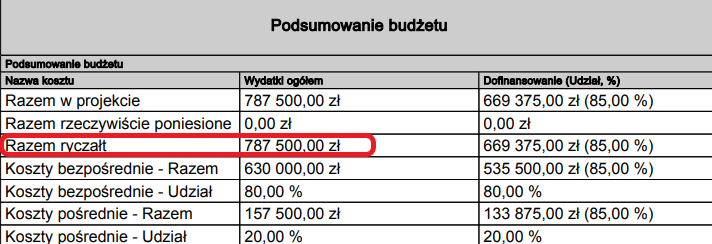 Podsumowanie budżetu
Podsumowanie budżetu
Nazwa kosztu Wydatki ogółem Dofinansowanie (Udział, %)
Razem w projekcie 787 500,00 zł 669 375,00 zł (85,00 %)
Razem rzeczywiście poniesione 0,00 zł 0,00 zł
Razem ryczałt 787 500,00 zł 669 375,00 zł (85,00 %)
Koszty bezpośrednie - Razem 630 000,00 zł 535 500,00 zł (85,00 %)
Koszty bezpośrednie - Udział 80,00 % 80,00 %
Koszty pośrednie - Razem 157 500,00 zł 133 875,00 zł (85,00 %)
Koszty pośrednie - Udział 20,00 % 20,00 %